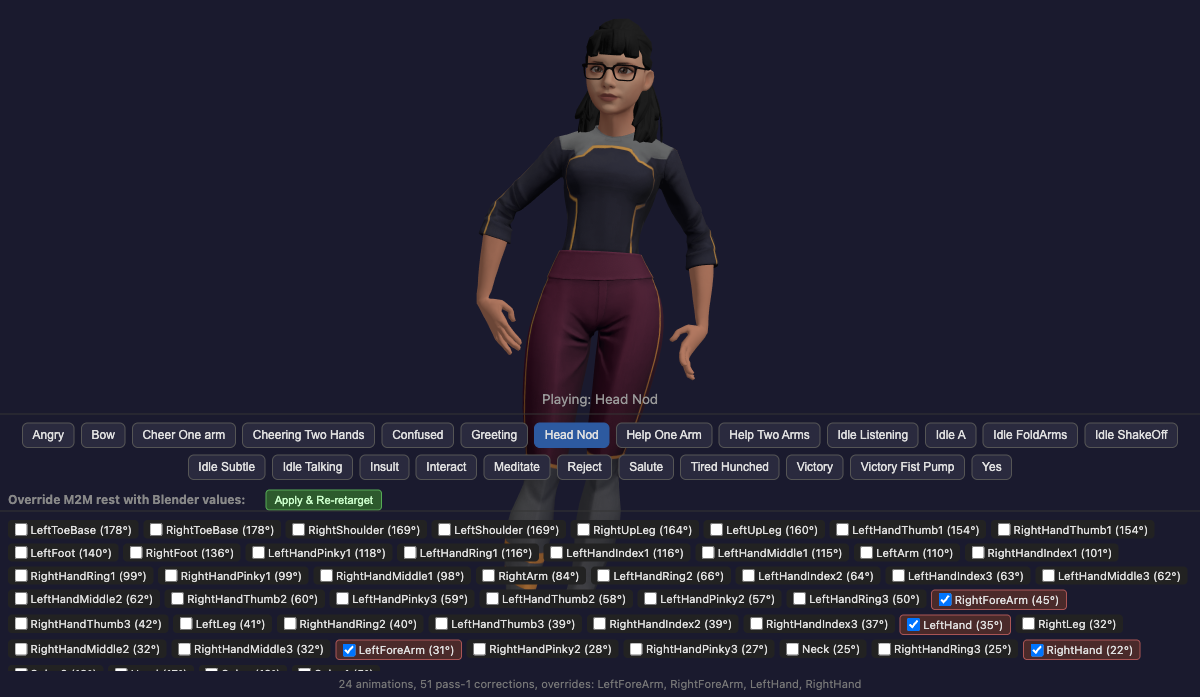 Playing: Head Nod
Angry Bow Cheer One arm Cheering Two Hands Confused Greeting Head Nod Help One Arm Help Two Arms Idle Listening Idle A Idle FoldArms Idle ShakeOff
Idle Subtle Idle Talking Insult Interact Meditate Reject Salute Tired Hunched Victory Victory Fist Pump Yes
Override M2M rest with Blender values: Apply & Re-retarget
LeftToeBase (178°) RightToeBase (178°) RightShoulder (169°) LeftShoulder (169°) RightUpLeg (164°) LeftUpLeg (160°) LeftHandThumb1 (154°) RightHandThumb1 (154°)
LeftFoot (140°) RightFoot (136°) LeftHandPinky1 (118°) LeftHandRing1 (116°) LeftHandIndex1 (116°) LeftHandMiddle1 (115°) LeftArm (110°) RightHandIndex1 (101°)
RightHandRing1 (99°) RightHandPinky1 (99°) RightHandMiddle1 (98°) RightArm (84°) LeftHandRing2 (66°) LeftHandIndex2 (64°) LeftHandIndex3 (63°) LeftHandMiddle3 (62°)
LeftHandMiddle2 (62°) RightHandThumb2 (60°) LeftHandPinky3 (59°) LeftHandThumb2 (58°) LeftHandPinky2 (57°) LeftHandRing3 (50°) RightForeArm (45°)
RightHandThumb3 (42°) LeftLeg (41°) RightHandRing2 (40°) LeftHandThumb3 (39°) RightHandIndex2 (39°) RightHandIndex3 (37°) LeftHand (35°) RightLeg (32°)
RightHandMiddle2 (32°) RightHandMiddle3 (32°) LeftForeArm (31°) RightHandPinky2 (28°) RightHandPinky3 (27°) Neck (25°) RightHandRing3 (25°) RightHand (22°)
24 animations, 51 pass-1 corrections, overrides: LeftForeArm, RightForeArm, LeftHand, RightHand